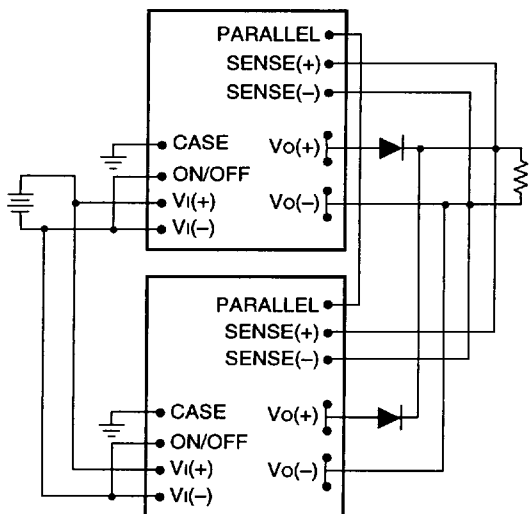 PARALLEL
SENSE(+)
SENSE(–)
CASE
VO(+)
ON/OFF
VI(+)
VO(–)
VI(–)
PARALLEL
SENSE(+)
SENSE(–)
CASE
VO(+)
ON/OFF
VI(+)
VO(–)
VI(–)